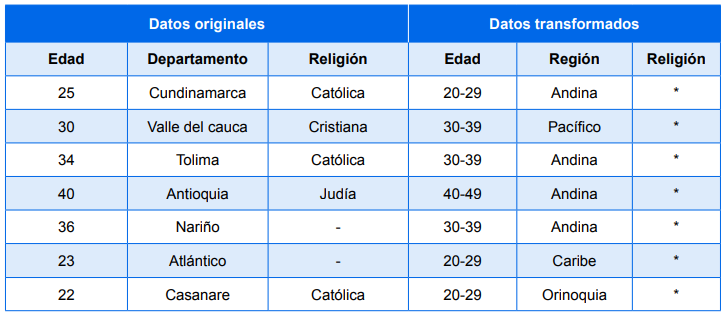 Datos originales Datos transformados
Edad Departamento Religión Edad Región Religión
25 Cundinamarca Católica 20-29 Andina *
30 Valle del cauca Cristiana 30-39 Pacífico *
34 Tolima Católica 30-39 Andina *
40 Antioquia Judía 40-49 Andina *
36 Nariño - 30-39 Andina *
23 Atlántico - 20-29 Caribe *
22 Casanare Católica 20-29 Orinoquia *